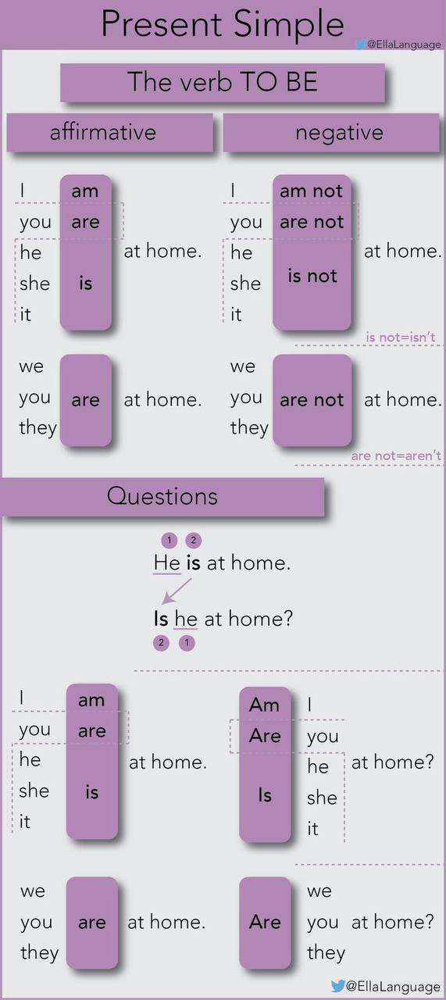 Present Simple
@EllaLanguage
The verb TO BE
affirmative
negative
I am
you are
he
she is
it
at home.
we
you are at home.
they
I am not
you are not
he
she is not
it
at home.
is not=isn't
we
you are not at home.
they
are not=aren't
Questions
1 2
He is at home.
Is he at home?
2 1
I am
you are
he
she is
it
at home.
Am I
Are you
he
Is she
it
at home?
we
you are at home.
they
we
Are you at home?
they
@EllaLanguage